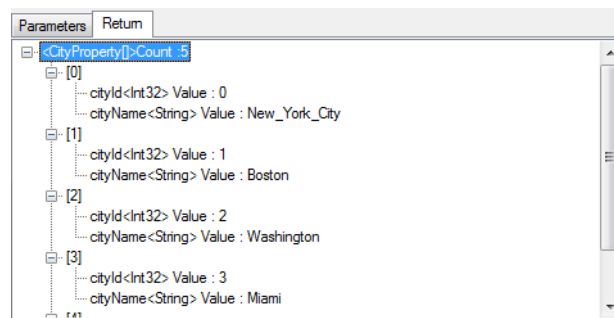 Parameters Return
<CityProperty[]>Count :5
[0]
cityId<Int32> Value : 0
cityName<String> Value : New_York_City
[1]
cityId<Int32> Value : 1
cityName<String> Value : Boston
[2]
cityId<Int32> Value : 2
cityName<String> Value : Washington
[3]
cityId<Int32> Value : 3
cityName<String> Value : Miami
[4]